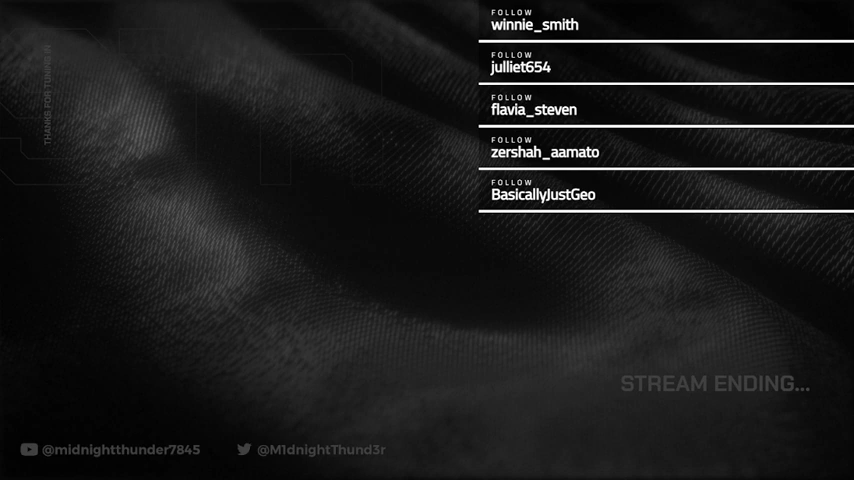 FOLLOW
winnie_smith
FOLLOW
julliet654
FOLLOW
flavia_steven
FOLLOW
zershah_aamato
FOLLOW
BasicallyJustGeo
THANKS FOR TUNING IN
STREAM ENDING...
@midnightthunder7845
@M1dnightThund3r